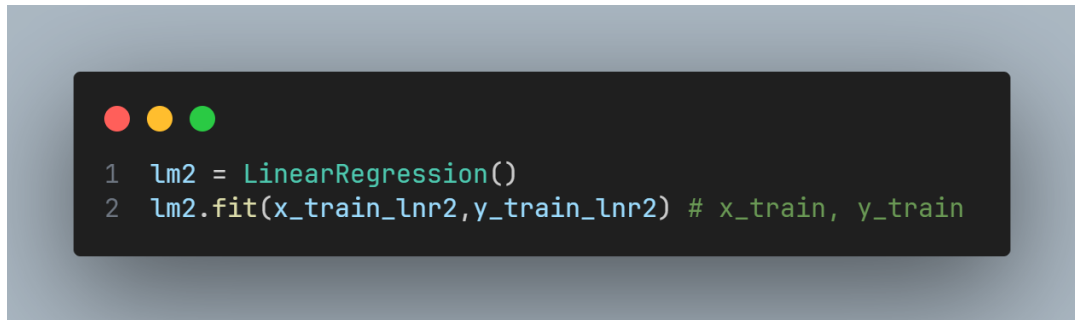 1 lm2 = LinearRegression()
2 lm2.fit(x_train_lnr2,y_train_lnr2) # x_train, y_train